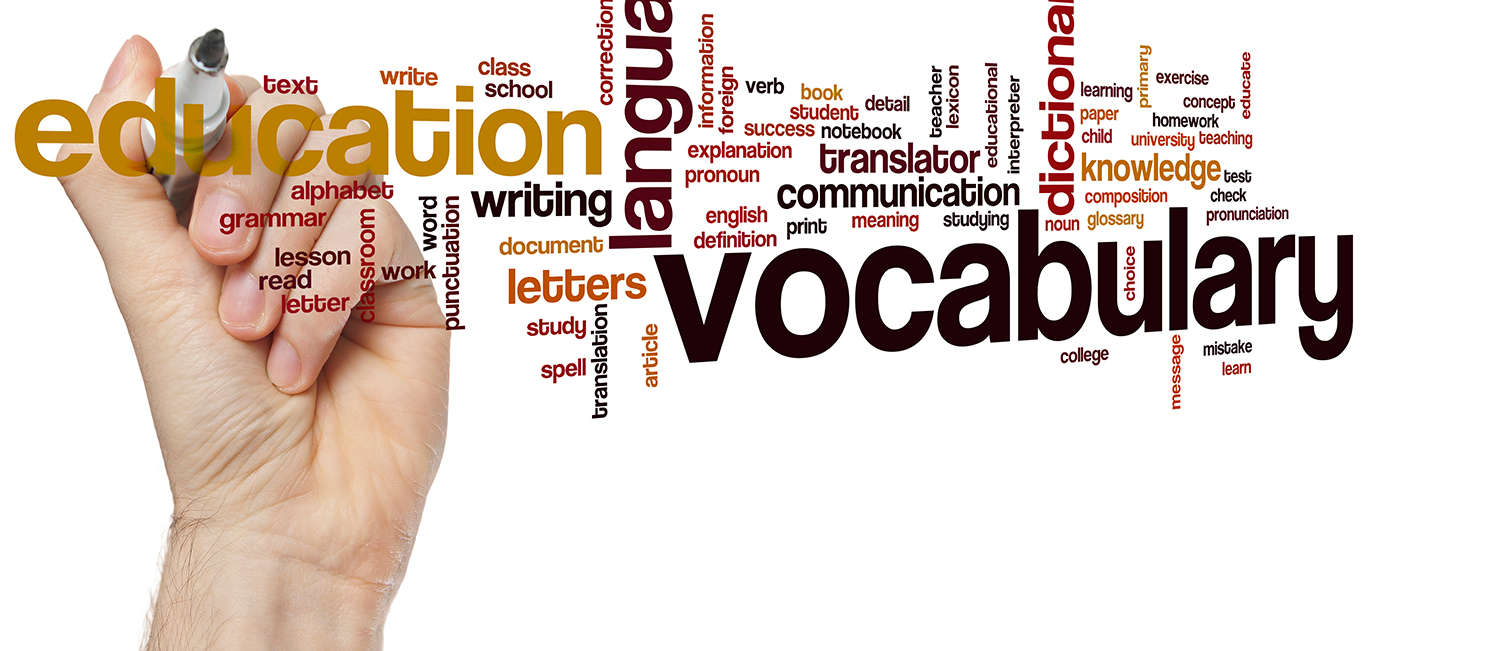 education
text
write
class
school
correction
alphabet
grammar
lesson
read
letter
classroom
work
word
punctuation
writing
document
letters
study
spell
translation
article
langua
information
foreign
verb
book
student
detail
success
notebook
explanation
pronoun
translator
communication
english
definition
print
meaning
studying
teacher
lexicon
educational
interpreter
dictiona
learning
paper
child
primary
exercise
concept
homework
educate
university
teaching
knowledge
test
composition
check
noun
glossary
pronunciation
vocabulary
choice
college
message
mistake
learn